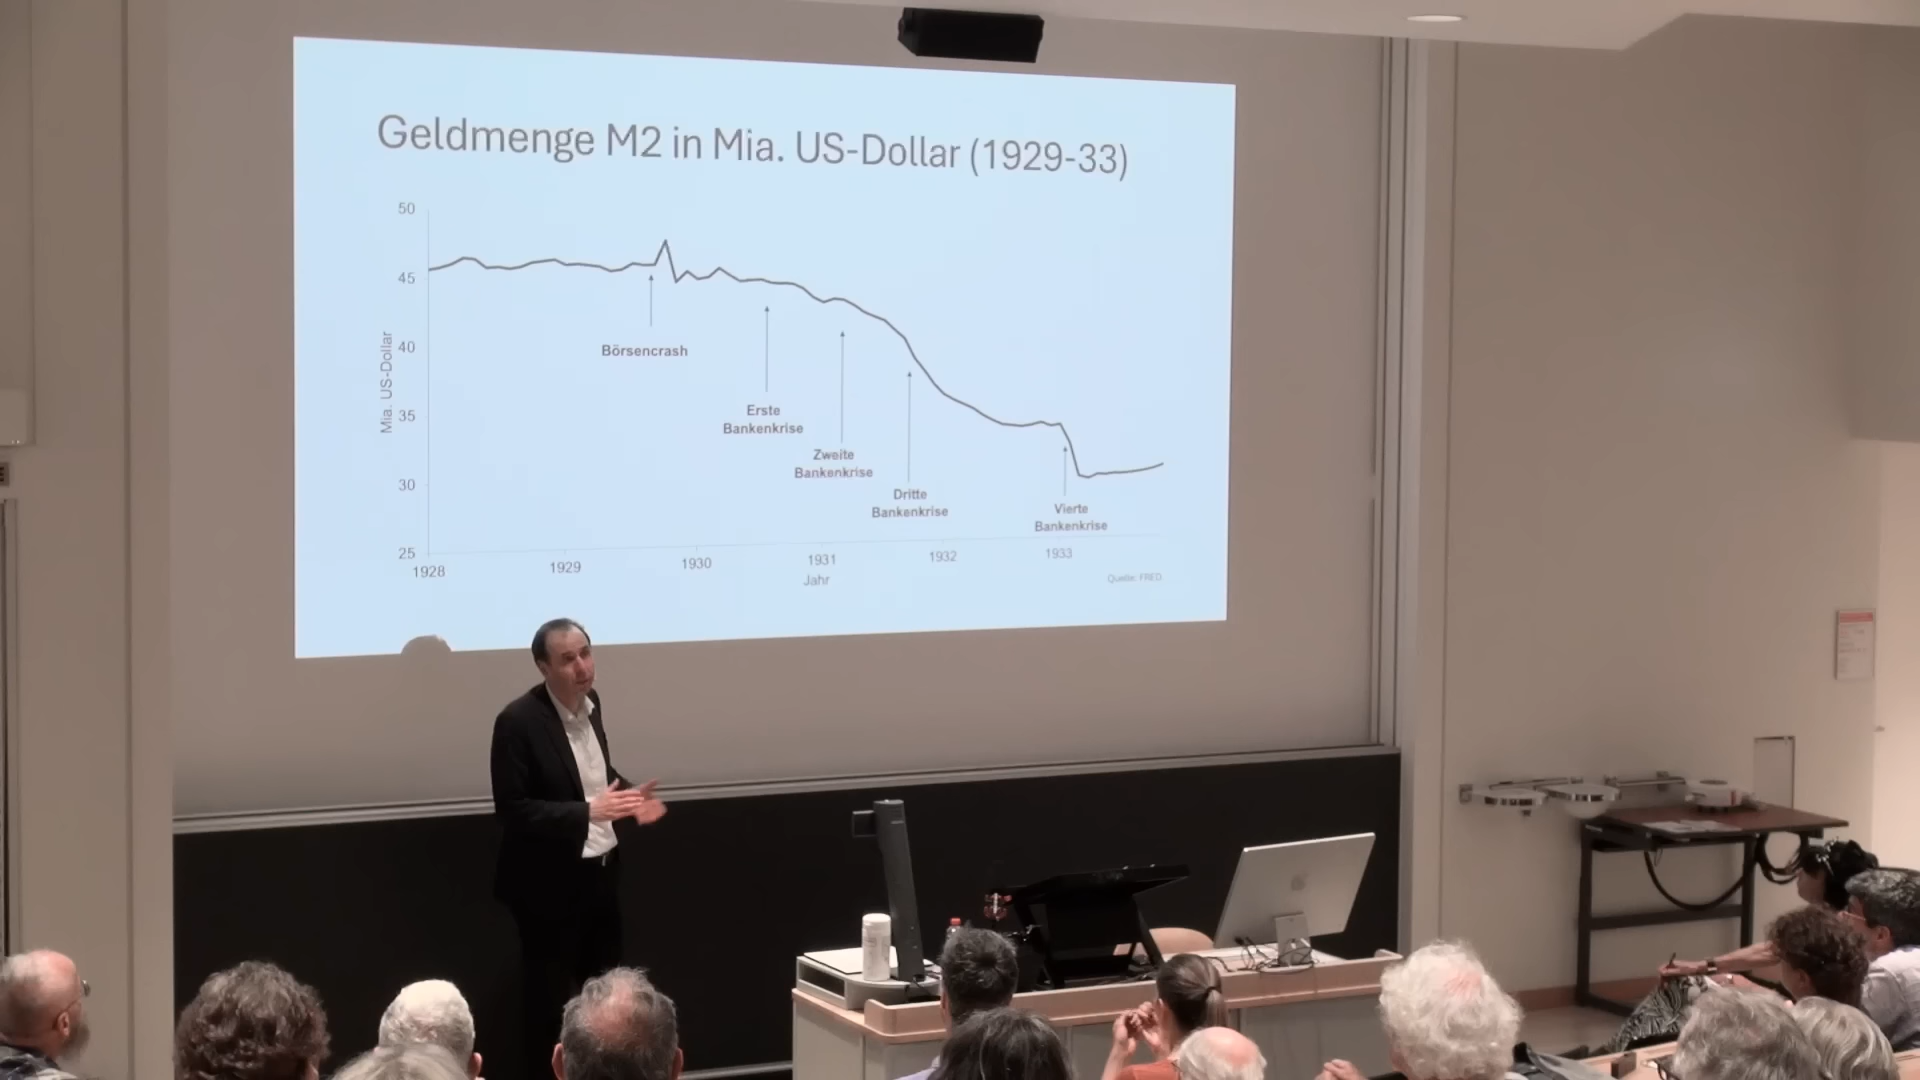 Geldmenge M2 in Mia. US-Dollar (1929-33)
50
45
40
35
30
25
Mia. US-Dollar
Börsencrash
Erste
Bankenkrise
Zweite
Bankenkrise
Dritte
Bankenkrise
Vierte
Bankenkrise
1928
1929
1930
1931
1932
1933
Jahr
Quelle: FRED